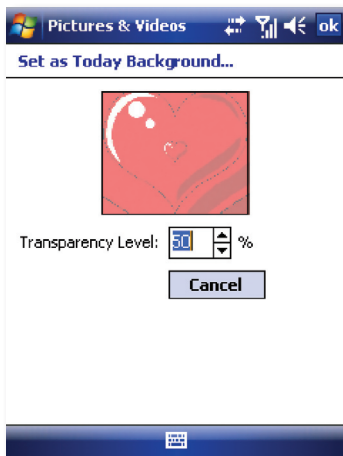 Pictures & Videos ok
Set as Today Background...
Transparency Level: 50 %
Cancel